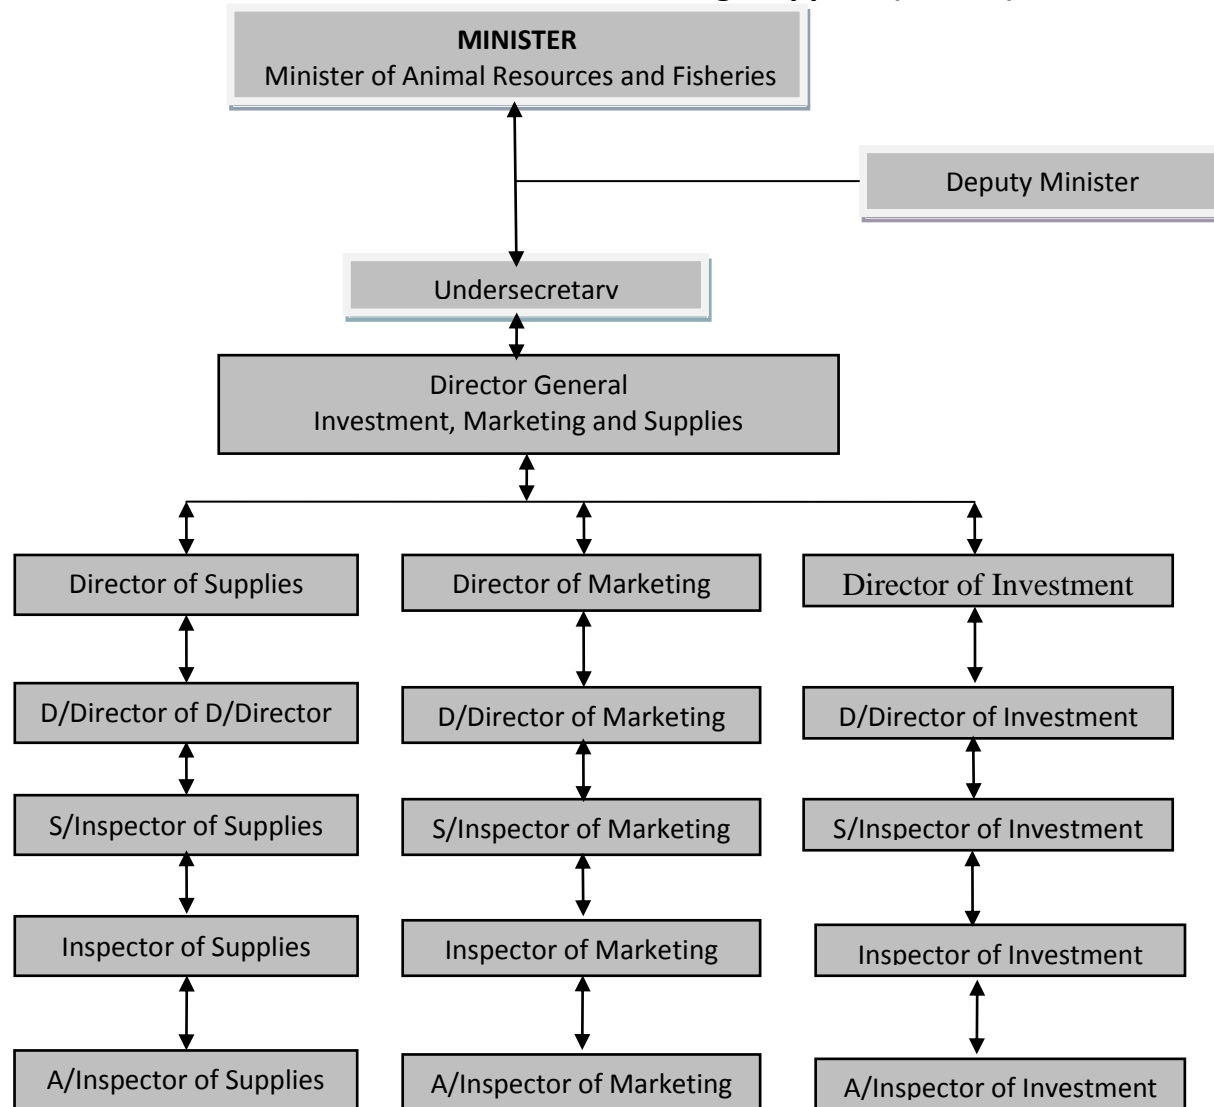 MINISTER
Minister of Animal Resources and Fisheries
Deputy Minister
Undersecretary
Director General
Investment, Marketing and Supplies
Director of Supplies
Director of Marketing
Director of Investment
D/Director of D/Director
D/Director of Marketing
D/Director of Investment
S/Inspector of Supplies
S/Inspector of Marketing
S/Inspector of Investment
Inspector of Supplies
Inspector of Marketing
Inspector of Investment
A/Inspector of Supplies
A/Inspector of Marketing
A/Inspector of Investment